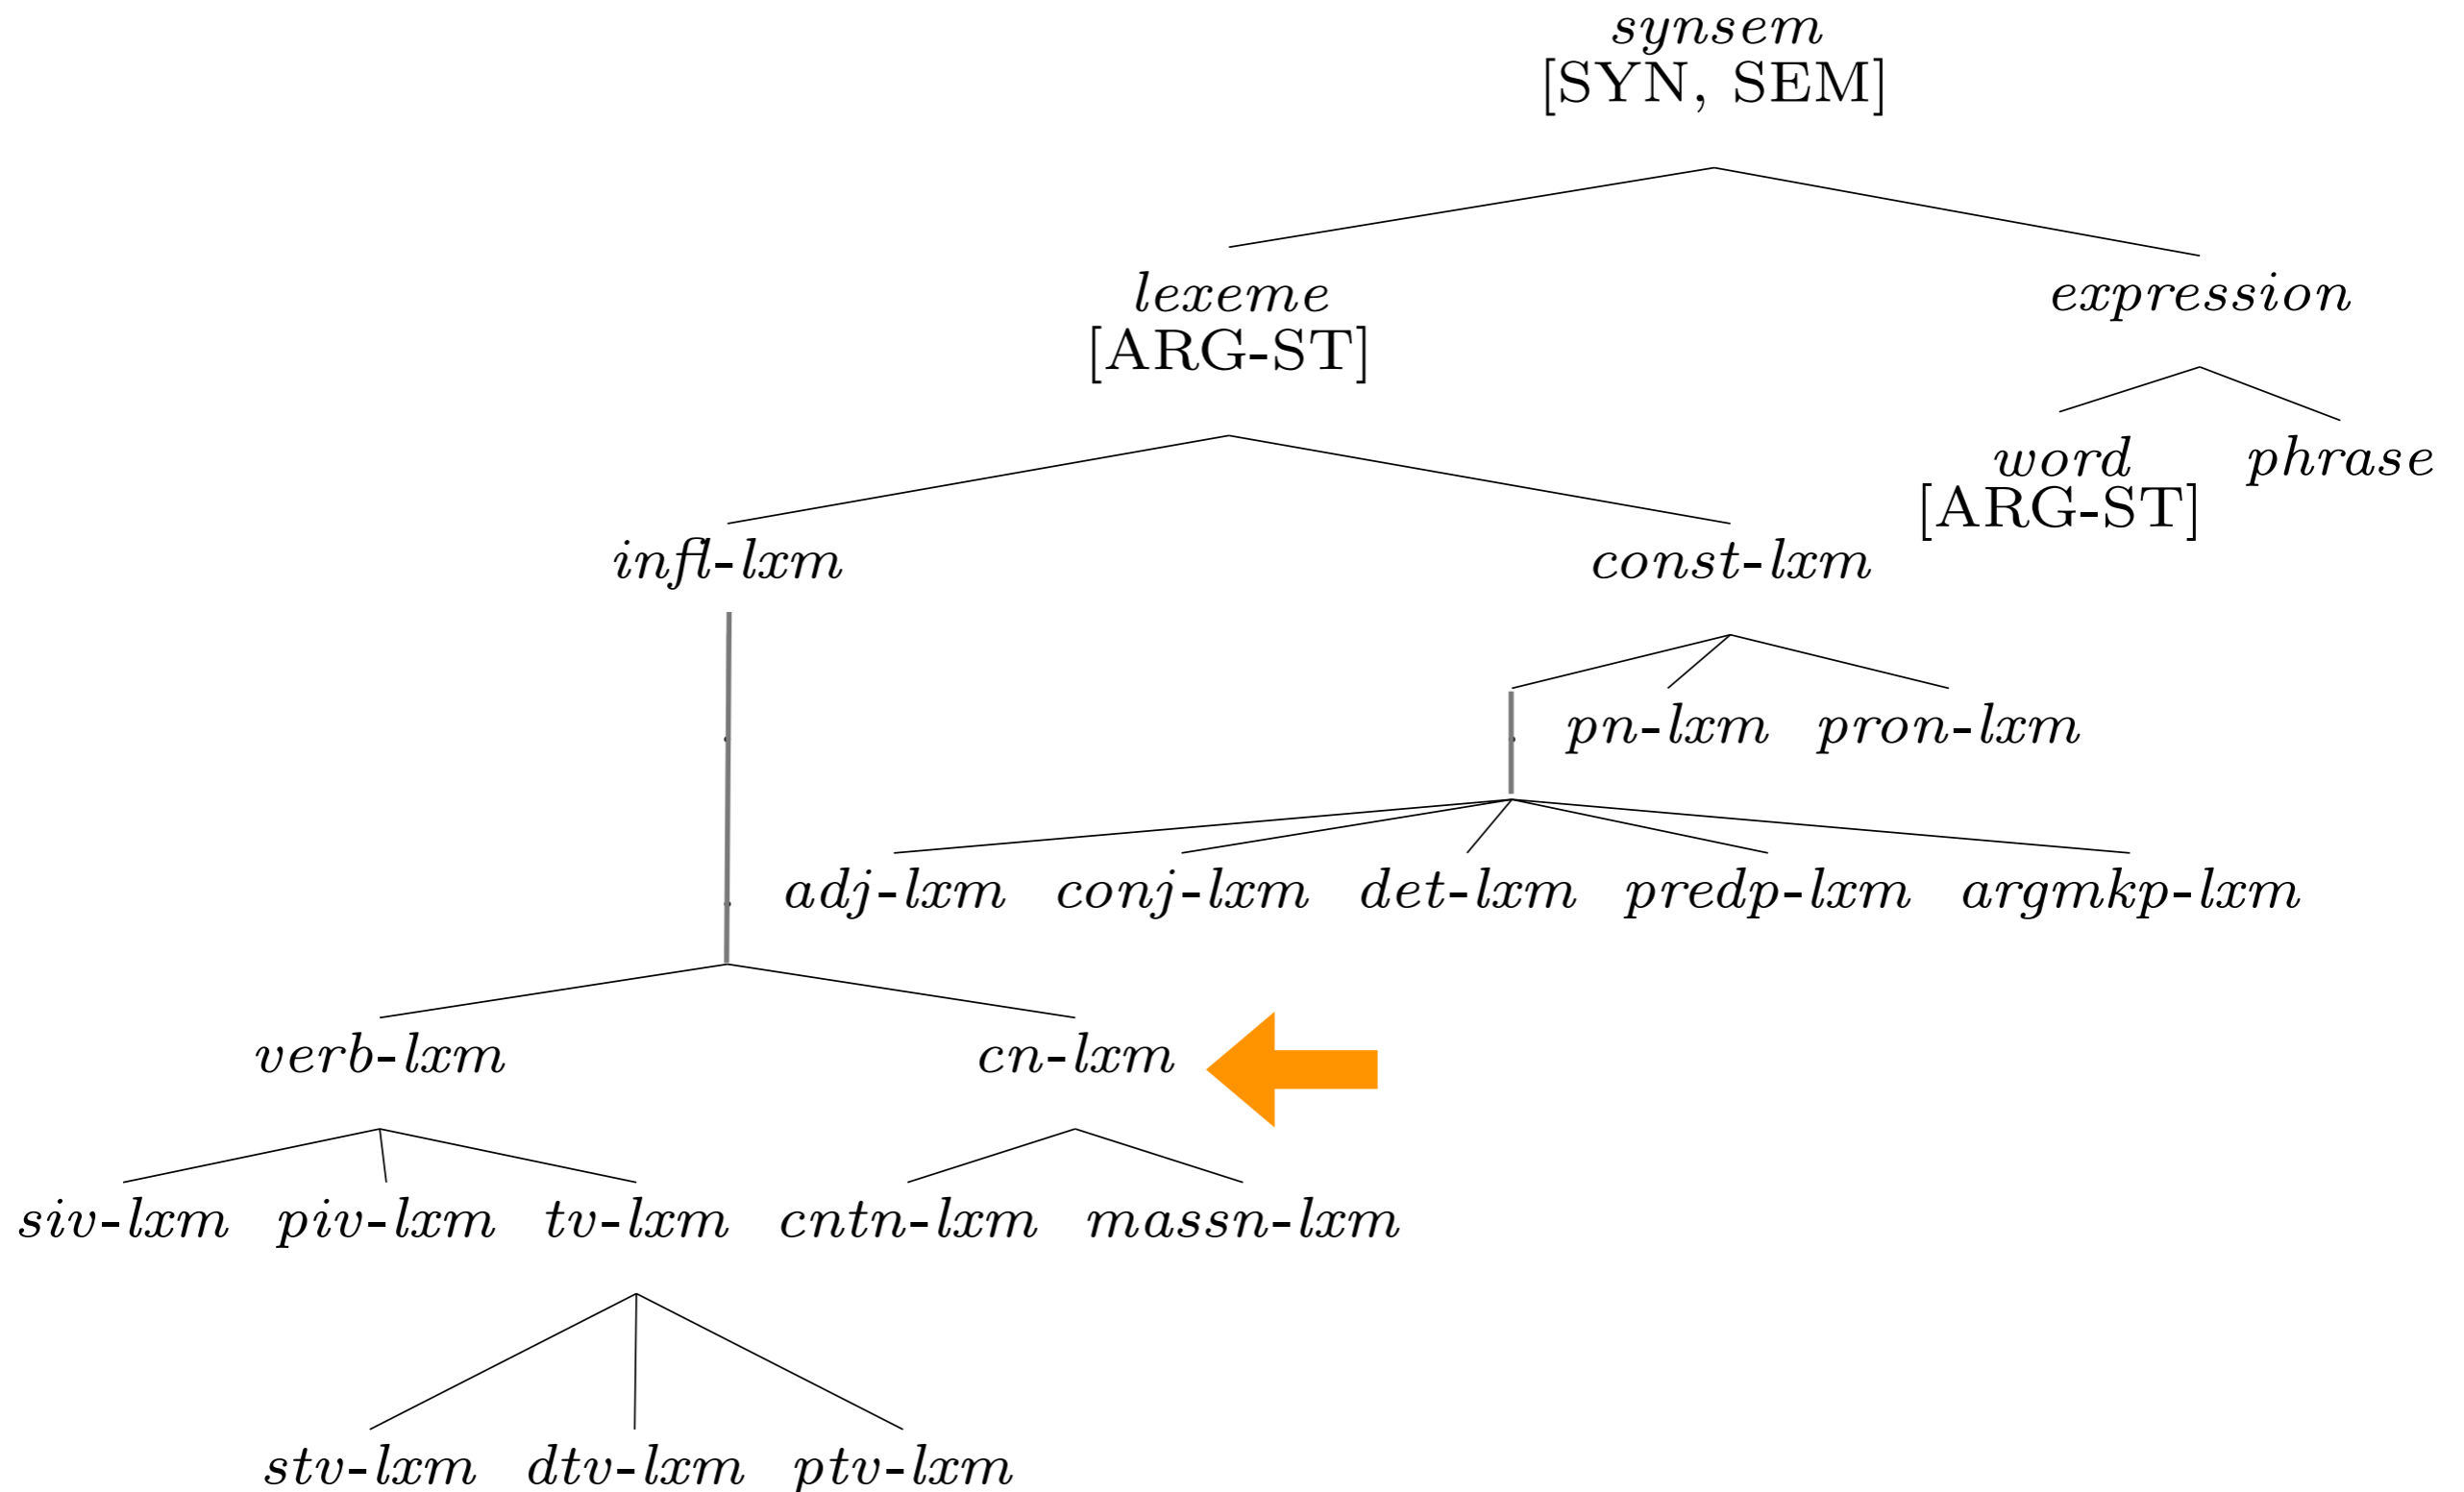 synsem
[SYN, SEM]
lexeme
[ARG-ST]
expression
word
[ARG-ST]
phrase
infl-lxm
const-lxm
pn-lxm pron-lxm
adj-lxm conj-lxm det-lxm predp-lxm argmkp-lxm
verb-lxm cn-lxm
siv-lxm piv-lxm tv-lxm cntn-lxm massn-lxm
stv-lxm dtv-lxm ptv-lxm